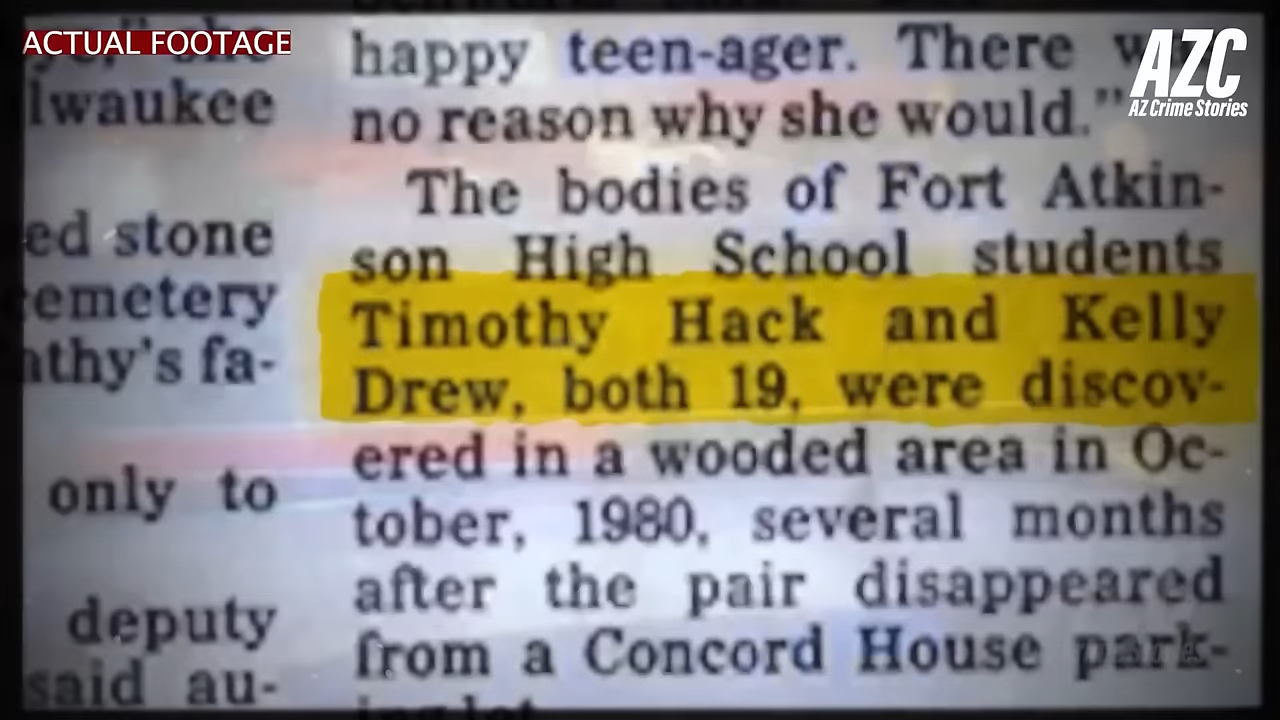 ACTUAL FOOTAGE
AZC
AZ Crime Stories
she
lwaukee
ed stone
cemetery
athy's fa-
only to
deputy
said au-
happy teen-ager. There
no reason why she would."
The bodies of Fort Atkin-
son High School students
Timothy Hack and Kelly
Drew, both 19, were discov-
ered in a wooded area in Oc-
tober, 1980, several months
after the pair disappeared
from a Concord House park-